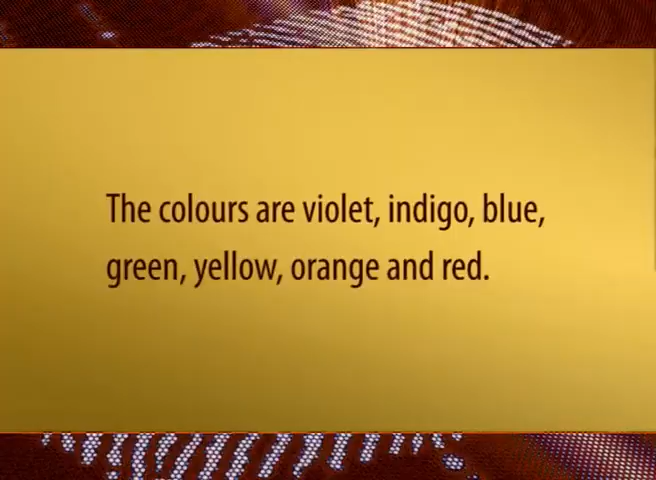 The colours are violet, indigo, blue,
green, yellow, orange and red.